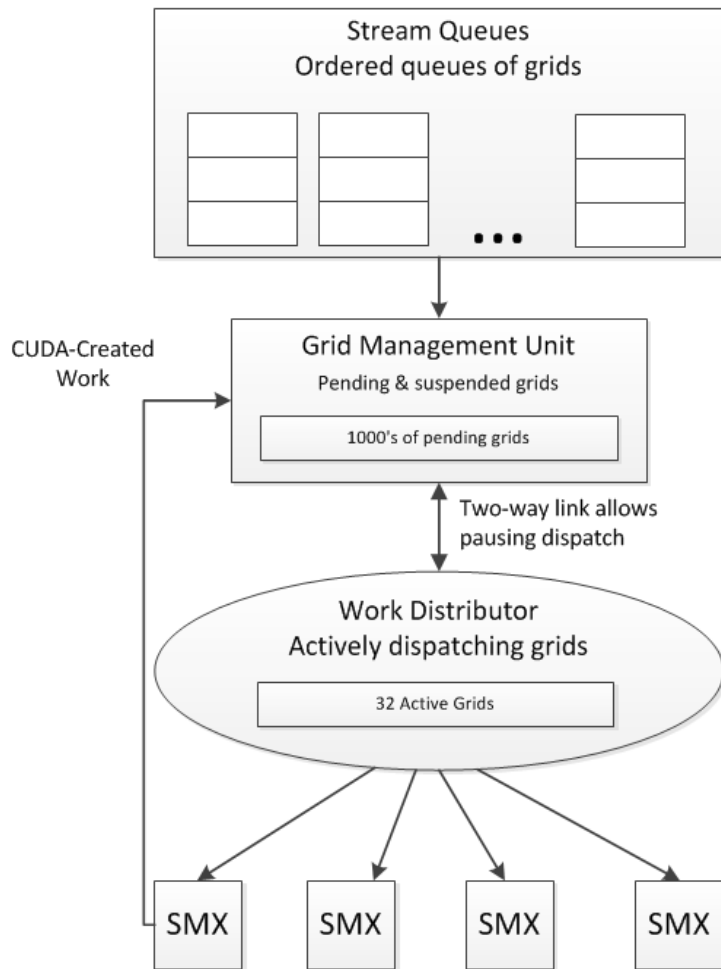 Stream Queues
Ordered queues of grids
...
CUDA-Created
Work
Grid Management Unit
Pending & suspended grids
1000's of pending grids
Two-way link allows
pausing dispatch
Work Distributor
Actively dispatching grids
32 Active Grids
SMX
SMX
SMX
SMX